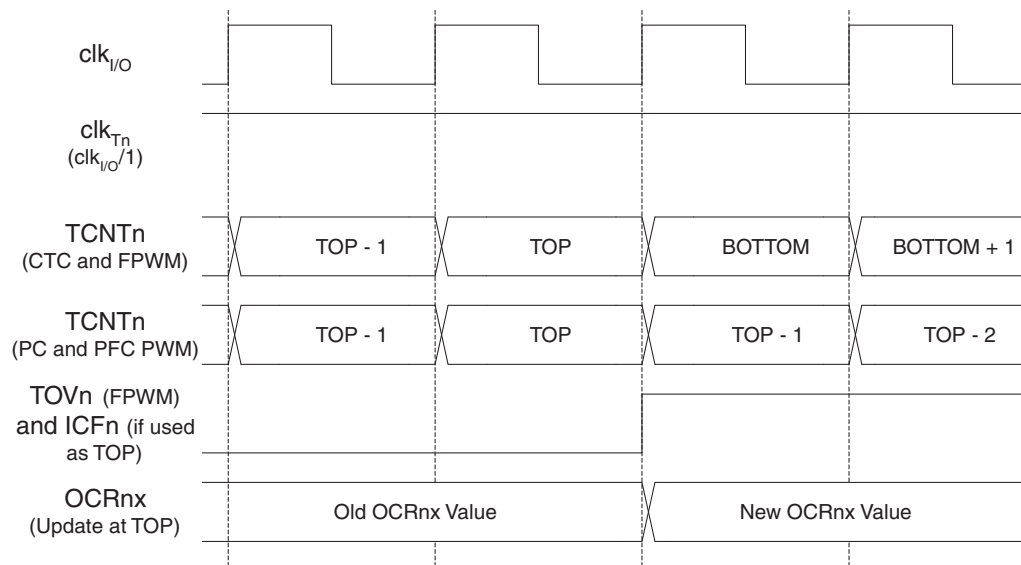 clkI/O
clkTn
(clkI/O/1)
TCNTn
(CTC and FPWM)
TOP - 1 TOP BOTTOM BOTTOM + 1
TCNTn
(PC and PFC PWM)
TOP - 1 TOP TOP - 1 TOP - 2
TOVn (FPWM)
and ICFn (if used
as TOP)
OCRnx
(Update at TOP)
Old OCRnx Value New OCRnx Value